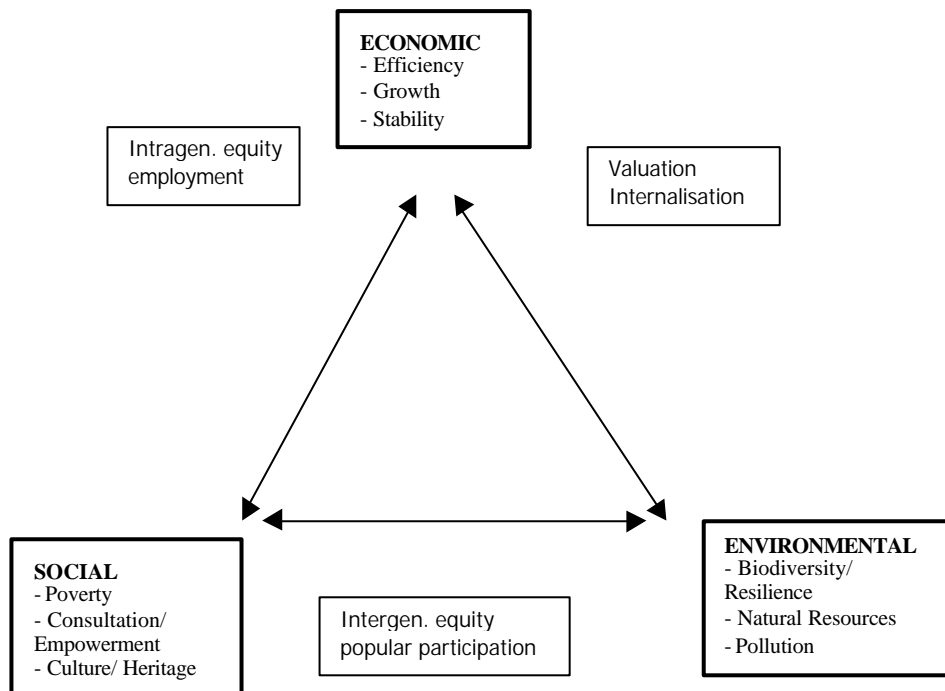 ECONOMIC
- Efficiency
- Growth
- Stability
Intragen. equity
employment
Valuation
Internalisation
SOCIAL
- Poverty
- Consultation/
Empowerment
- Culture/ Heritage
Intergen. equity
popular participation
ENVIRONMENTAL
- Biodiversity/
Resilience
- Natural Resources
- Pollution